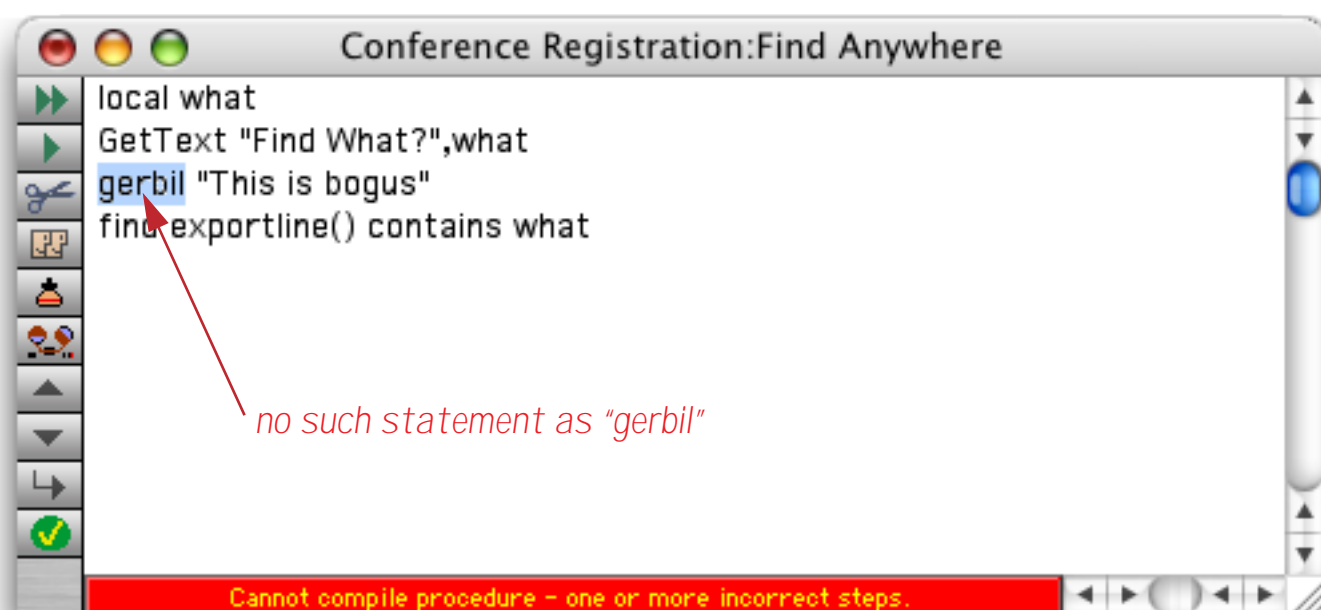 Conference Registration:Find Anywhere
local what
GetText "Find What?",what
gerbil "This is bogus"
find exportline() contains what
no such statement as “gerbil”
Cannot compile procedure – one or more incorrect steps.